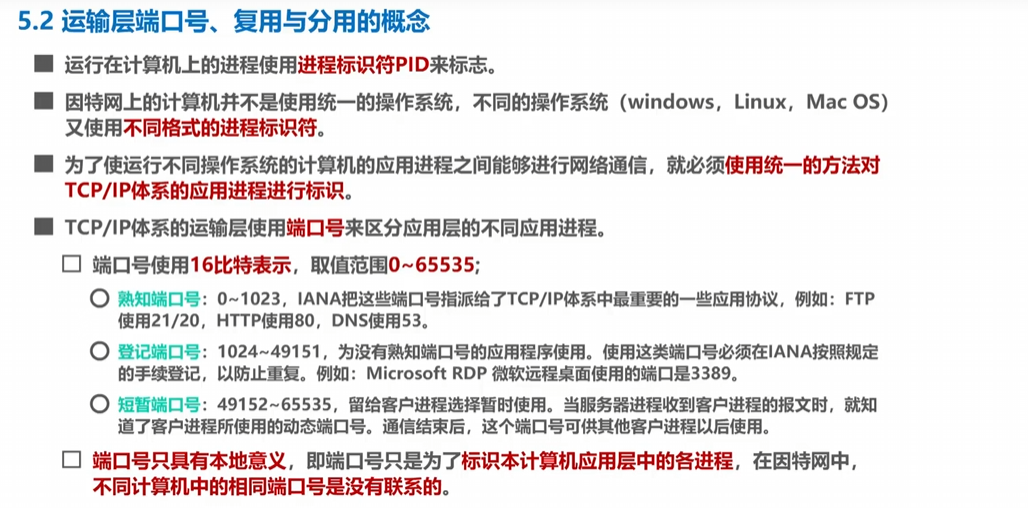 5.2 运输层端口号、复用与分用的概念
运行在计算机上的进程使用进程标识符PID来标志。
因特网上的计算机并不是使用统一的操作系统，不同的操作系统（windows，Linux，Mac OS）
又使用不同格式的进程标识符。
为了使运行不同操作系统的计算机的应用进程之间能够进行网络通信，就必须使用统一的方法对
TCP/IP体系的应用进程进行标识。
TCP/IP体系的运输层使用端口号来区分应用层的不同应用进程。
端口号使用16比特表示，取值范围0~65535;
熟知端口号：0~1023，IANA把这些端口号指派给了TCP/IP体系中最重要的一些应用协议，例如：FTP
使用21/20，HTTP使用80，DNS使用53。
登记端口号：1024~49151，为没有熟知端口号的应用程序使用。使用这类端口号必须在IANA按照规定
的手续登记，以防止重复。例如：Microsoft RDP 微软远程桌面使用的端口是3389。
短暂端口号：49152~65535，留给客户进程选择暂时使用。当服务器进程收到客户进程的报文时，就知
道了客户进程所使用的动态端口号。通信结束后，这个端口号可供其他客户进程以后使用。
端口号只具有本地意义，即端口号只是为了标识本计算机应用层中的各进程，在因特网中，
不同计算机中的相同端口号是没有联系的。